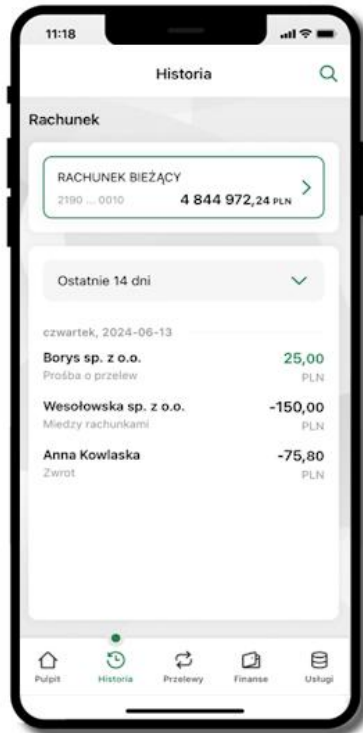 11:18
Historia
Rachunek
RACHUNEK BIEŻĄCY
2190 ... 0010 4 844 972,24 PLN
Ostatnie 14 dni
czwartek, 2024-06-13
Borys sp. z o.o. 25,00
Prośba o przelew PLN
Wesołowska sp. z o.o. -150,00
Miedzy rachunkami PLN
Anna Kowlaska -75,80
Zwrot PLN
Pulpit Historia Przelewy Finanse Usługi